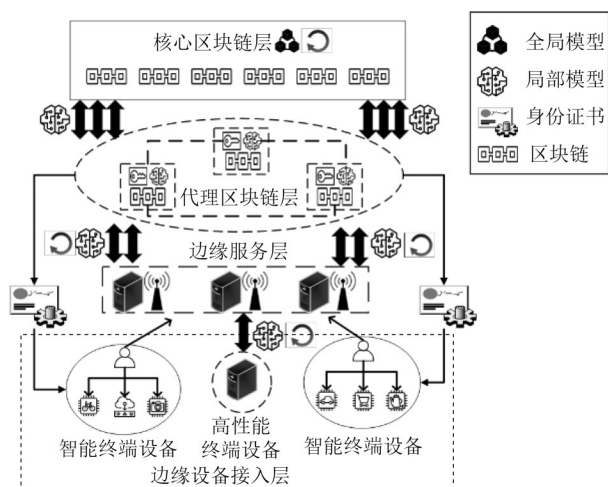 核心区块链层
全局模型
局部模型
身份证书
区块链
代理区块链层
边缘服务层
智能终端设备
高性能
终端设备
智能终端设备
边缘设备接入层